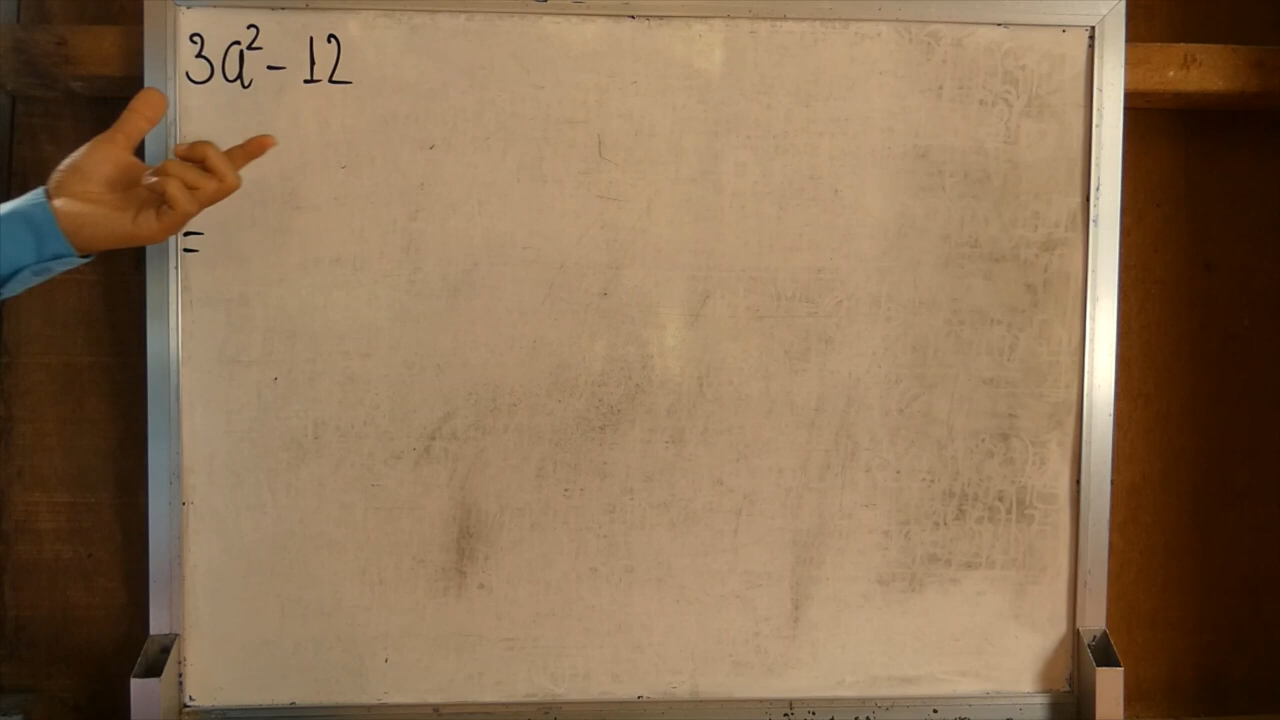 3a² - 12
=